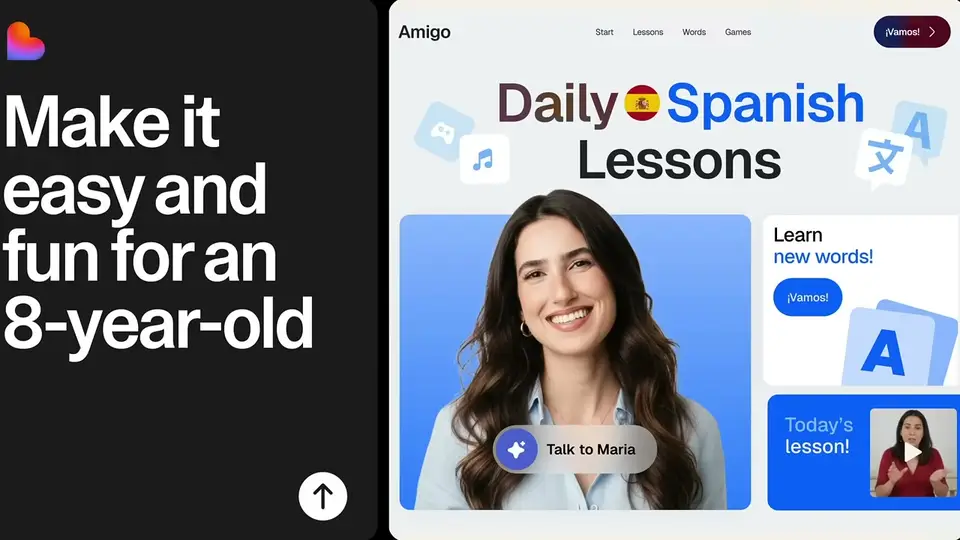 Make it
easy and
fun for an
8-year-old
Amigo
Start
Lessons
Words
Games
¡Vamos!
Daily Spanish
Lessons
A
文
Talk to Maria
Learn
new words!
¡Vamos!
A
Today's
lesson!